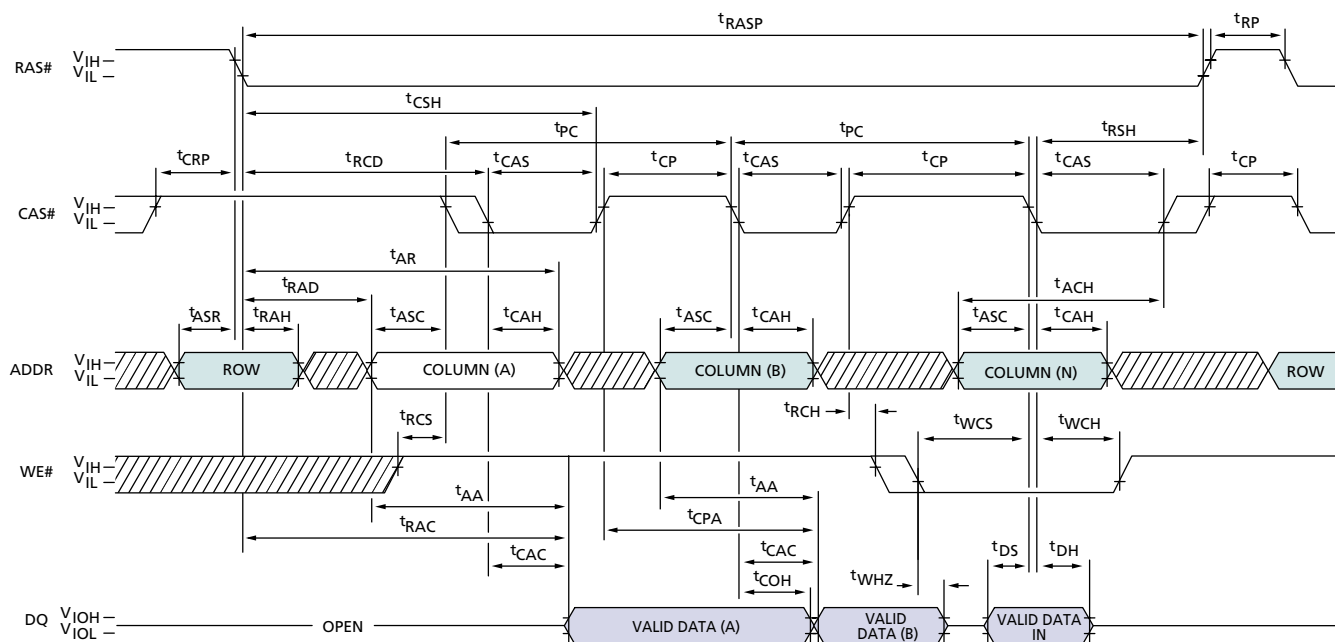 tRASP
tRP
RAS#
VIH
VIL
tCSH
tPC
tPC
tRSH
tCRP
tRCD
tCAS
tCP
tCAS
tCP
tCAS
tCP
CAS#
VIH
VIL
tAR
tRAD
tACH
tASR
tRAH
tASC
tCAH
tASC
tCAH
tASC
tCAH
ADDR
VIH
VIL
ROW
COLUMN (A)
COLUMN (B)
COLUMN (N)
ROW
tRCS
tRCH
tWCS
tWCH
WE#
VIH
VIL
tAA
tAA
tRAC
tCPA
tCAC
tCAC
tCOH
tWHZ
tDS
tDH
DQ
VIOH
VIOL
OPEN
VALID DATA (A)
VALID
DATA (B)
VALID DATA
IN